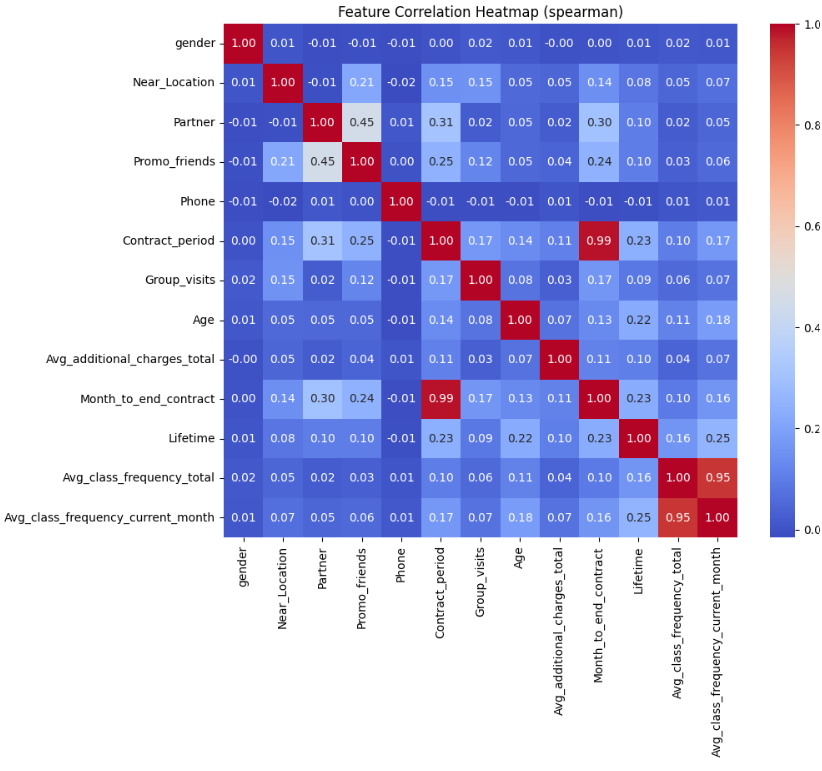 Feature Correlation Heatmap (spearman)
gender 1.00 0.01 -0.01 -0.01 -0.01 0.00 0.02 0.01 -0.00 0.00 0.01 0.02 0.01
Near_Location 0.01 1.00 -0.01 0.21 -0.02 0.15 0.15 0.05 0.05 0.14 0.08 0.05 0.07
Partner -0.01 -0.01 1.00 0.45 0.01 0.31 0.02 0.05 0.02 0.30 0.10 0.02 0.05
Promo_friends -0.01 0.21 0.45 1.00 0.00 0.25 0.12 0.05 0.04 0.24 0.10 0.03 0.06
Phone -0.01 -0.02 0.01 0.00 1.00 -0.01 -0.01 -0.01 0.01 -0.01 -0.01 0.01 0.01
Contract_period 0.00 0.15 0.31 0.25 -0.01 1.00 0.17 0.14 0.11 0.99 0.23 0.10 0.17
Group_visits 0.02 0.15 0.02 0.12 -0.01 0.17 1.00 0.08 0.03 0.17 0.09 0.06 0.07
Age 0.01 0.05 0.05 0.05 -0.01 0.14 0.08 1.00 0.07 0.13 0.22 0.11 0.18
Avg_additional_charges_total -0.00 0.05 0.02 0.04 0.01 0.11 0.03 0.07 1.00 0.11 0.10 0.04 0.07
Month_to_end_contract 0.00 0.14 0.30 0.24 -0.01 0.99 0.17 0.13 0.11 1.00 0.23 0.10 0.16
Lifetime 0.01 0.08 0.10 0.10 -0.01 0.23 0.09 0.22 0.10 0.23 1.00 0.16 0.25
Avg_class_frequency_total 0.02 0.05 0.02 0.03 0.01 0.10 0.06 0.11 0.04 0.10 0.16 1.00 0.95
Avg_class_frequency_current_month 0.01 0.07 0.05 0.06 0.01 0.17 0.07 0.18 0.07 0.16 0.25 0.95 1.00
gender
Near_Location
Partner
Promo_friends
Phone
Contract_period
Group_visits
Age
Avg_additional_charges_total
Month_to_end_contract
Lifetime
Avg_class_frequency_total
Avg_class_frequency_current_month
1.0
0.8
0.6
0.4
0.2
0.0